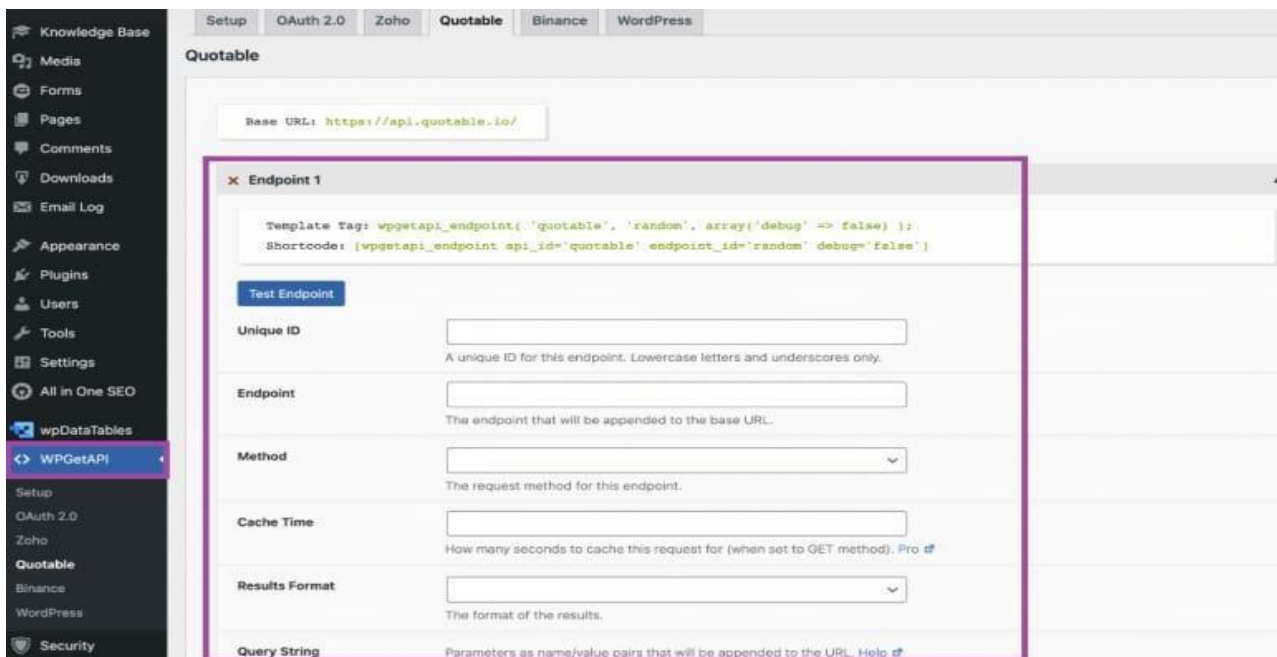 Knowledge Base
Media
Forms
Pages
Comments
Downloads
Email Log
Appearance
Plugins
Users
Tools
Settings
All in One SEO
wpDataTables
<> WPGetAPI
Setup
OAuth 2.0
Zoho
Quotable
Binance
WordPress
Security
Setup OAuth 2.0 Zoho Quotable Binance WordPress
Quotable
Base URL: https://api.quotable.io/
× Endpoint 1
Template Tag: wpgetapi_endpoint( 'quotable', 'random', array('debug' => false) );
Shortcode: [wpgetapi_endpoint api_id='quotable' endpoint_id='random' debug='false']
Test Endpoint
Unique ID
A unique ID for this endpoint. Lowercase letters and underscores only.
Endpoint
The endpoint that will be appended to the base URL.
Method
The request method for this endpoint.
Cache Time
How many seconds to cache this request for (when set to GET method). Pro
Results Format
The format of the results.
Query String
Parameters as name/value pairs that will be appended to the URL. Help